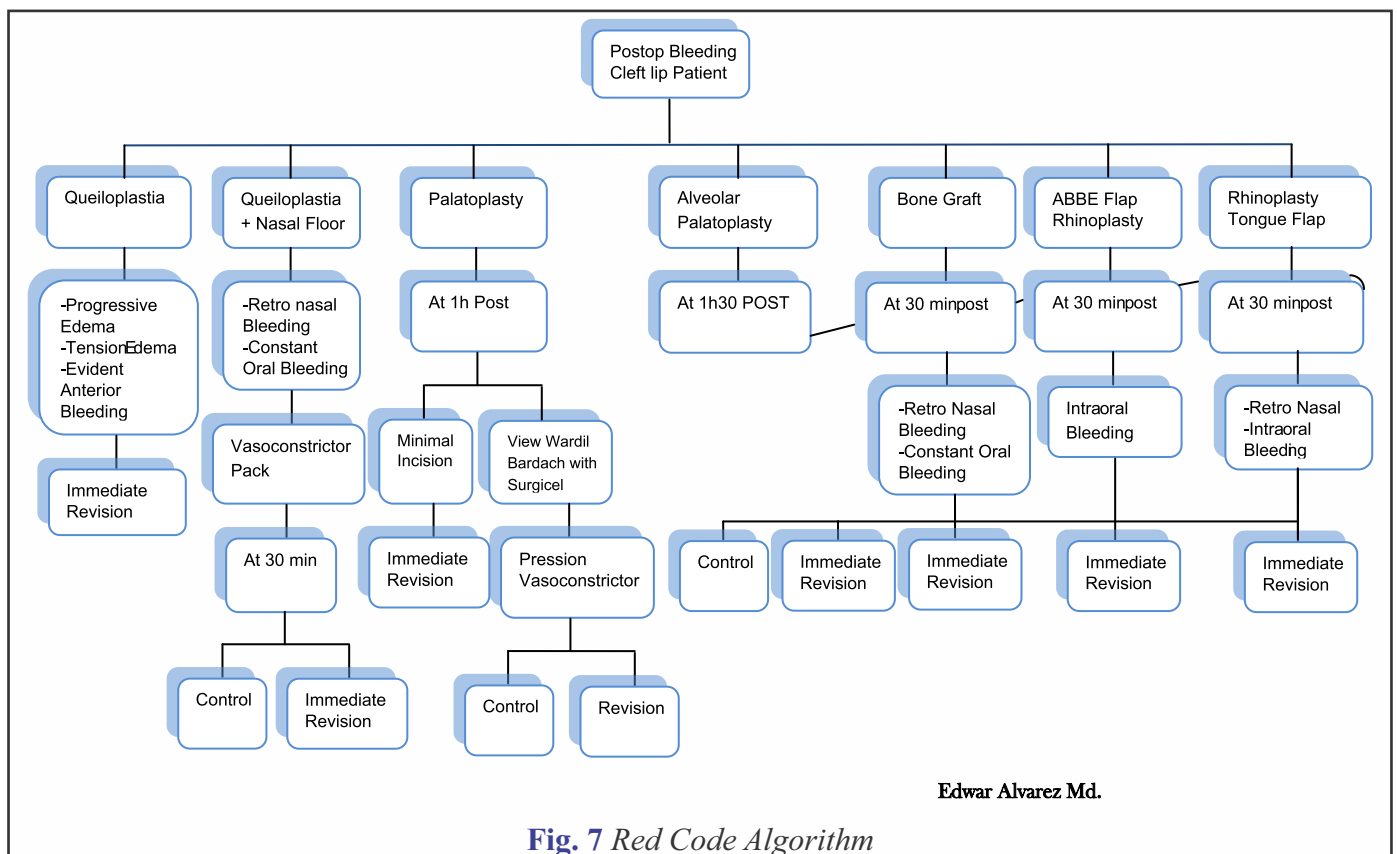 Postop Bleeding
Cleft lip Patient
Queiloplastia
Queiloplastia
+ Nasal Floor
Palatoplasty
Alveolar
Palatoplasty
Bone Graft
ABBE Flap
Rhinoplasty
Rhinoplasty
Tongue Flap
-Progressive
Edema
-TensionEdema
-Evident
Anterior
Bleeding
-Retro nasal
Bleeding
-Constant
Oral Bleeding
At 1h Post
At 1h30 POST
At 30 minpost
At 30 minpost
At 30 minpost
Immediate
Revision
Vasoconstrictor
Pack
Minimal
Incision
View Wardil
Bardach with
Surgicel
-Retro Nasal
Bleeding
-Constant Oral
Bleeding
Intraoral
Bleeding
-Retro Nasal
-Intraoral
Bleeding
At 30 min
Immediate
Revision
Pression
Vasoconstrictor
Control
Immediate
Revision
Immediate
Revision
Immediate
Revision
Immediate
Revision
Control
Immediate
Revision
Control
Revision
Edwar Alvarez Md.
Fig. 7 Red Code Algorithm